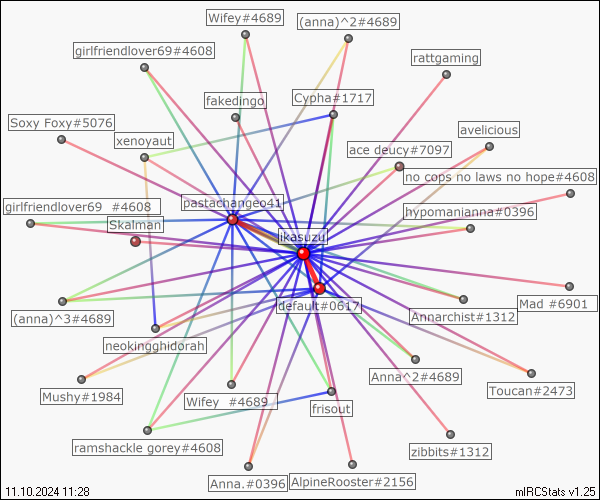 Wifey#4689
(anna)^2#4689
girlfriendlover69#4608
rattgaming
fakedingo
Cypha#1717
Soxy Foxy#5076
xenoyaut
avelicious
ace deucy#7097
no cops no laws no hope#4608
pastachangeo41
girlfriendlover69 #4608
hypomanianna#0396
Skalman
ikasuzu
Mad #6901
default#0617
(anna)^3#4689
Annarchist#1312
neokingghidorah
Anna^2#4689
Toucan#2473
Mushy#1984
Wifey #4689
frisout
ramshackle gorey#4608
zibbits#1312
Anna.#0396
AlpineRooster#2156
11.10.2024 11:28
mIRCStats v1.25